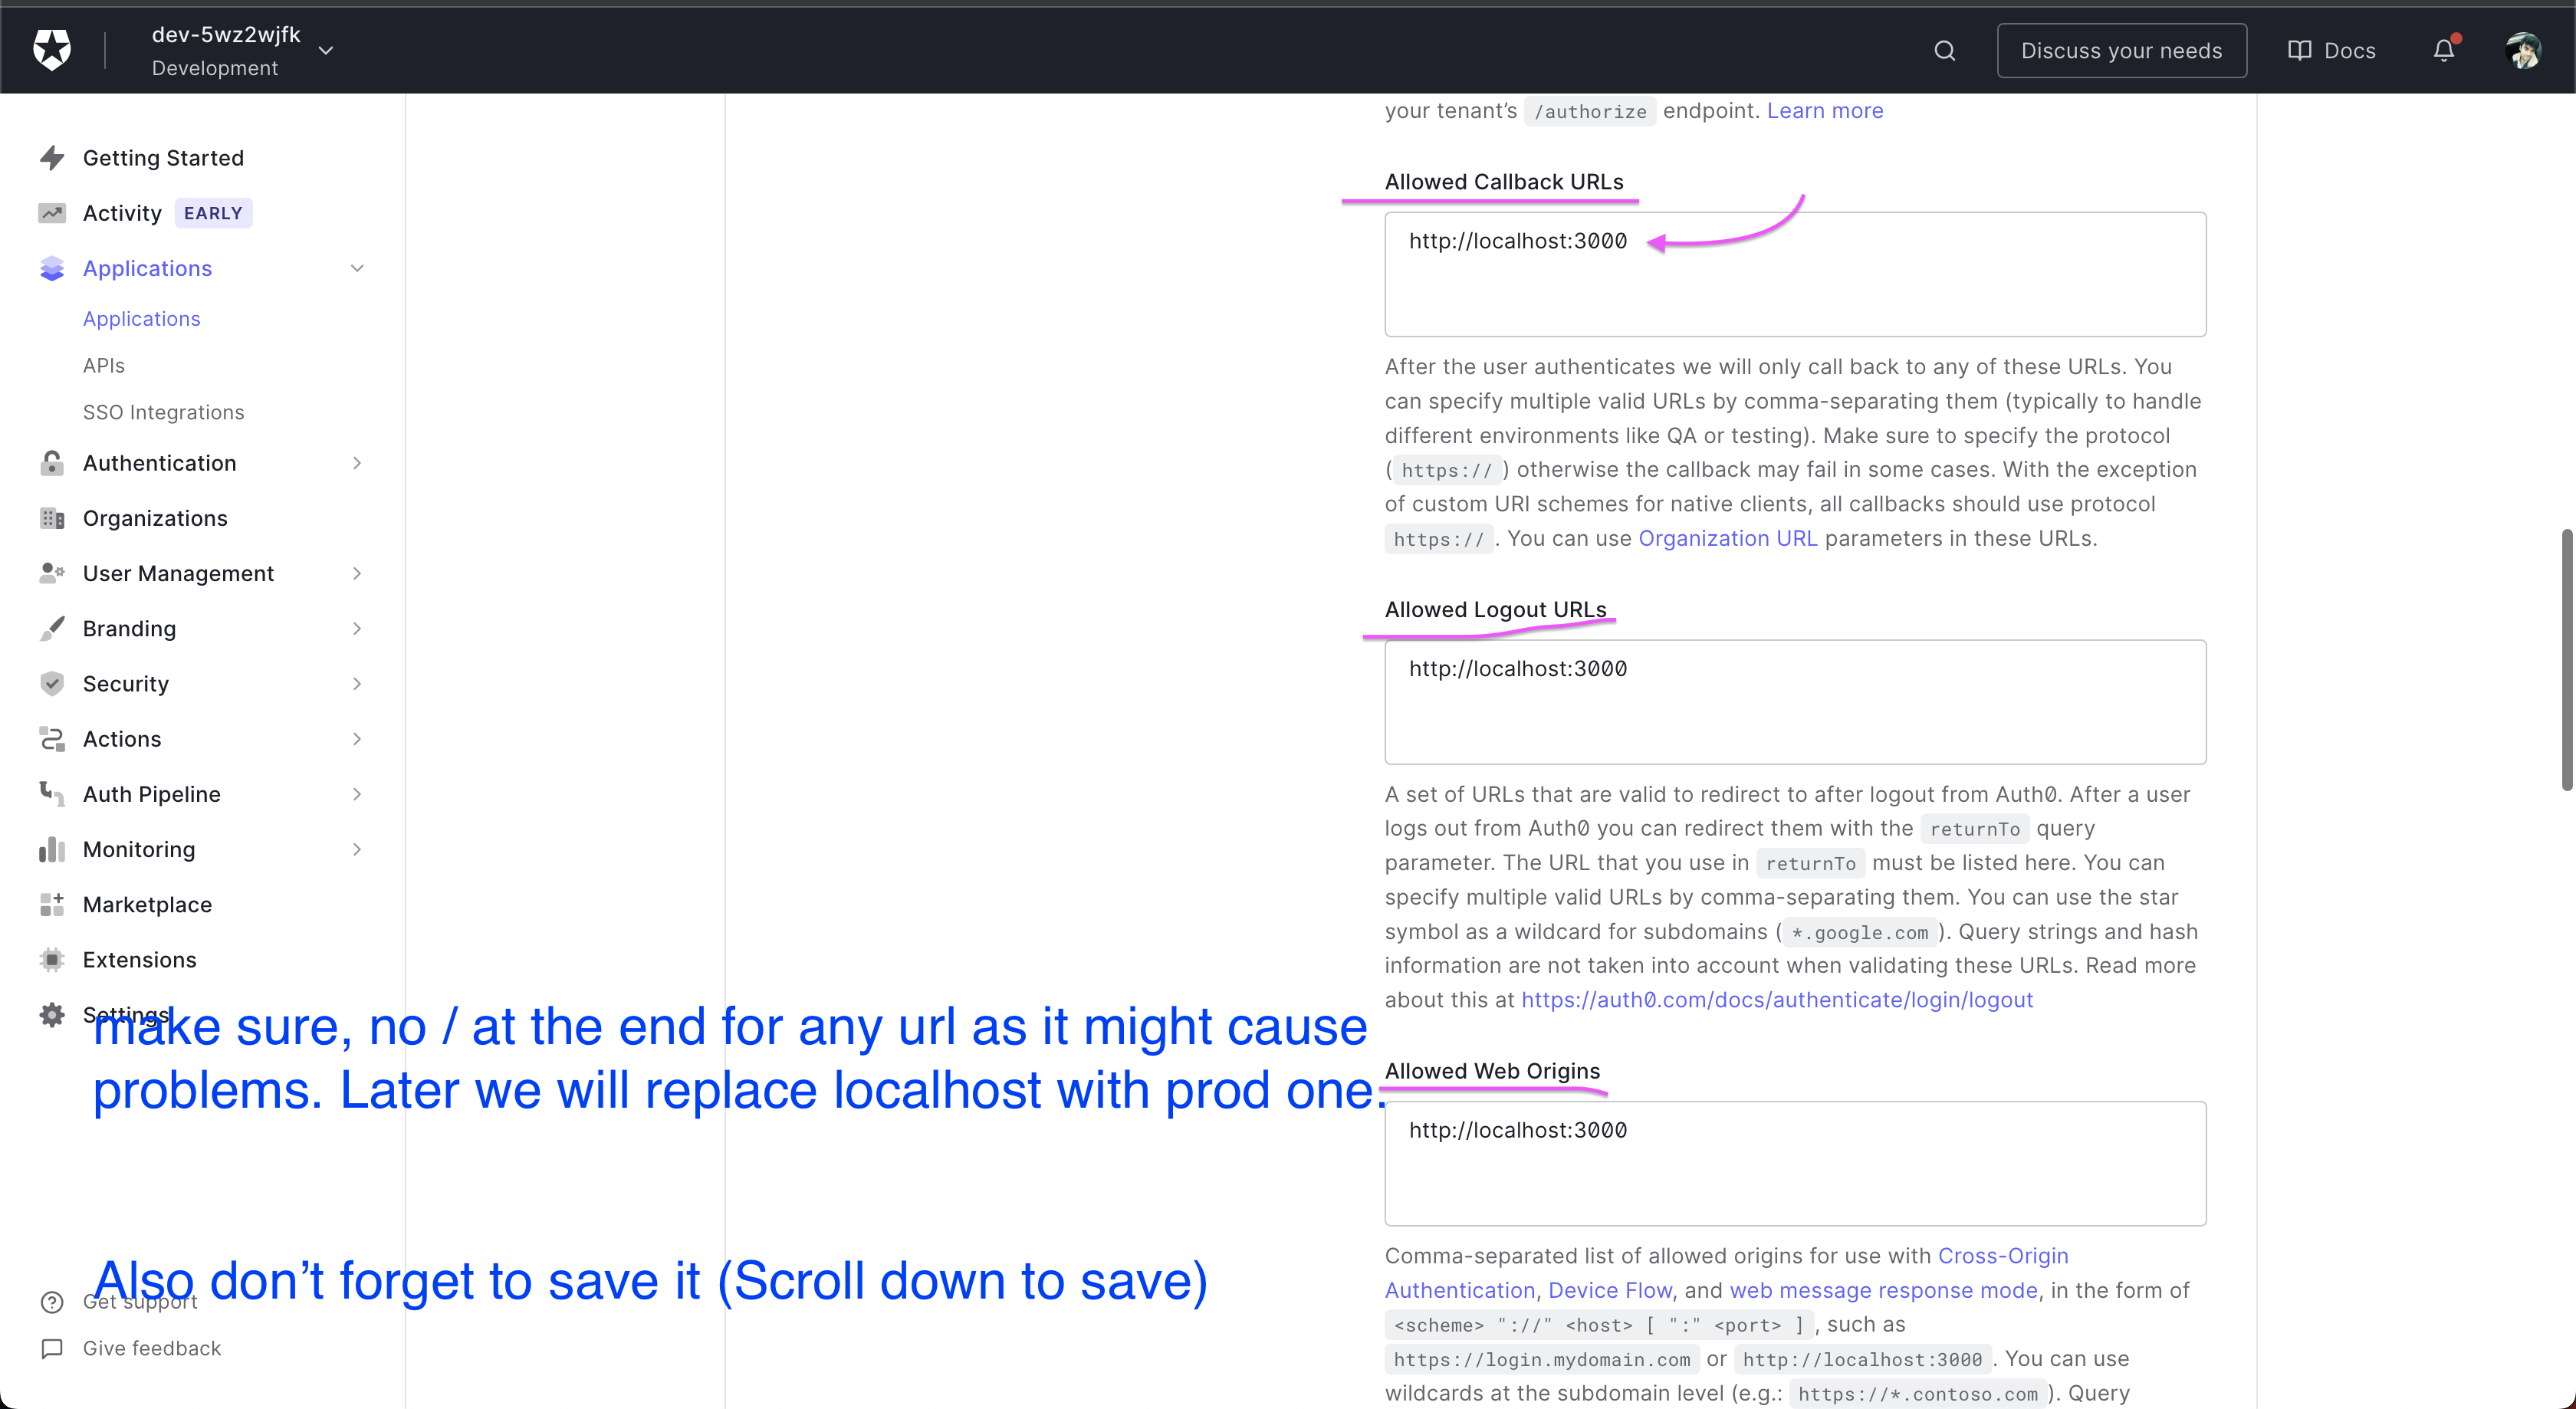 dev-5wz2wjfk
Development
Discuss your needs
Docs
Getting Started
Activity EARLY
Applications
Applications
APIs
SSO Integrations
Authentication
Organizations
User Management
Branding
Security
Actions
Auth Pipeline
Monitoring
Marketplace
Extensions
Settings
Get support
Give feedback
make sure, no / at the end for any url as it might cause
problems. Later we will replace localhost with prod one.
Also don’t forget to save it (Scroll down to save)
your tenant’s /authorize endpoint. Learn more
Allowed Callback URLs
http://localhost:3000
After the user authenticates we will only call back to any of these URLs. You
can specify multiple valid URLs by comma-separating them (typically to handle
different environments like QA or testing). Make sure to specify the protocol
( https:// ) otherwise the callback may fail in some cases. With the exception
of custom URI schemes for native clients, all callbacks should use protocol
https:// . You can use Organization URL parameters in these URLs.
Allowed Logout URLs
http://localhost:3000
A set of URLs that are valid to redirect to after logout from Auth0. After a user
logs out from Auth0 you can redirect them with the returnTo query
parameter. The URL that you use in returnTo must be listed here. You can
specify multiple valid URLs by comma-separating them. You can use the star
symbol as a wildcard for subdomains ( *.google.com ). Query strings and hash
information are not taken into account when validating these URLs. Read more
about this at https://auth0.com/docs/authenticate/login/logout
Allowed Web Origins
http://localhost:3000
Comma-separated list of allowed origins for use with Cross-Origin
Authentication, Device Flow, and web message response mode, in the form of
<scheme> "://" <host> [ ":" <port> ] , such as
https://login.mydomain.com or http://localhost:3000 . You can use
wildcards at the subdomain level (e.g.: https://*.contoso.com ). Query